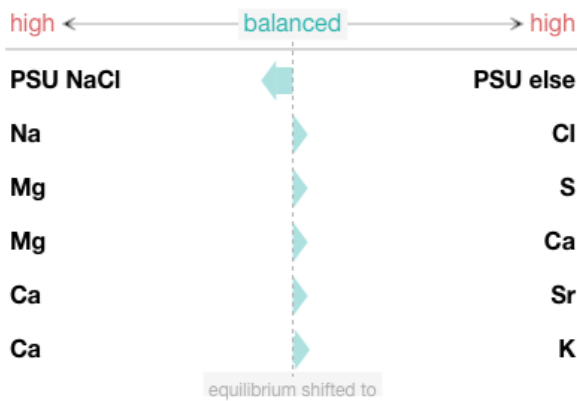 high balanced high
PSU NaCl PSU else
Na Cl
Mg S
Mg Ca
Ca Sr
Ca K
equilibrium shifted to